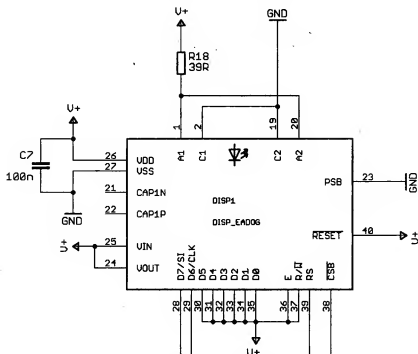 V+
GND
R18
39R
1
2
19
20
V+
A1
C1
C2
A2
C7
100n
26
VDD
27
VSS
PSB
23
GND
21
CAP1N
DISP1
22
CAP1P
DISP_EADOG
GND
RESET
40
V+
V+
25
VIN
24
VOUT
D7/SI
D6/CLK
D5
D4
D3
D2
D1
D0
E
R/W
RS
CSB
28
29
30
31
32
33
34
35
36
37
39
38
V+